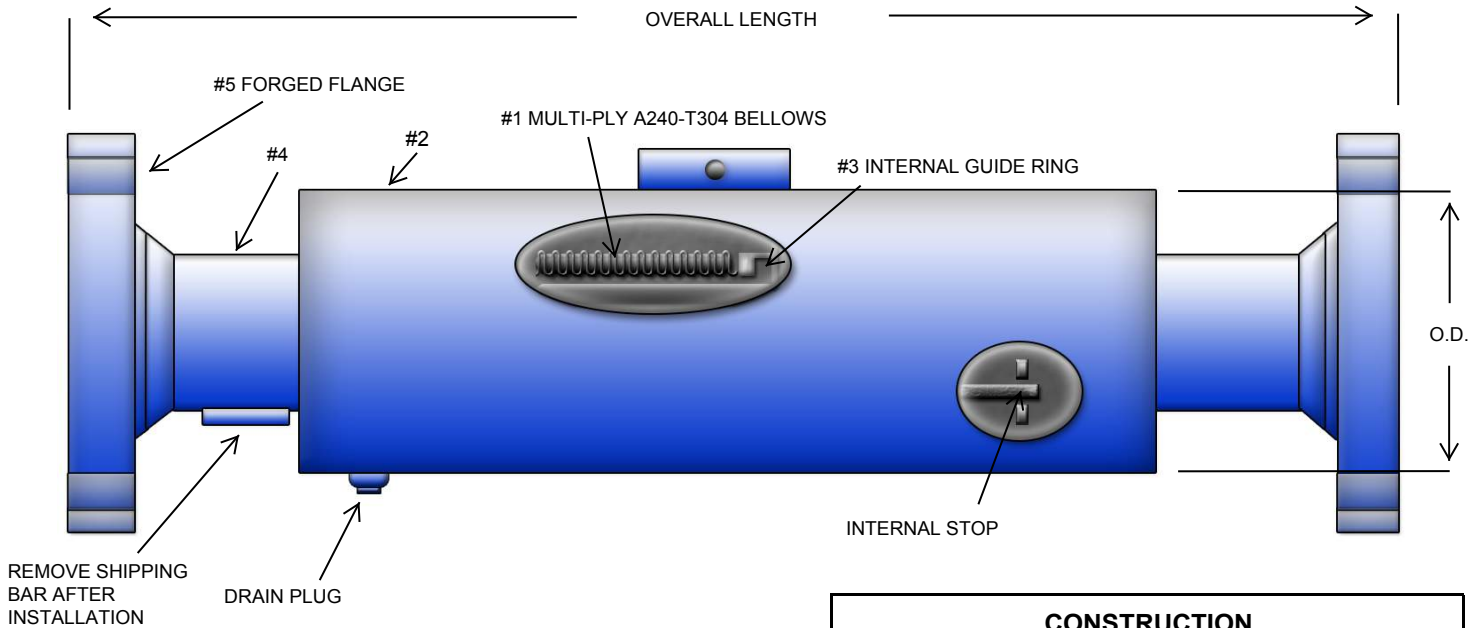 OVERALL LENGTH
#5 FORGED FLANGE
#1 MULTI-PLY A240-T304 BELLOWS
#2
#4
#3 INTERNAL GUIDE RING
O.D.
INTERNAL STOP
REMOVE SHIPPING
BAR AFTER
INSTALLATION
DRAIN PLUG
CONSTRUCTION